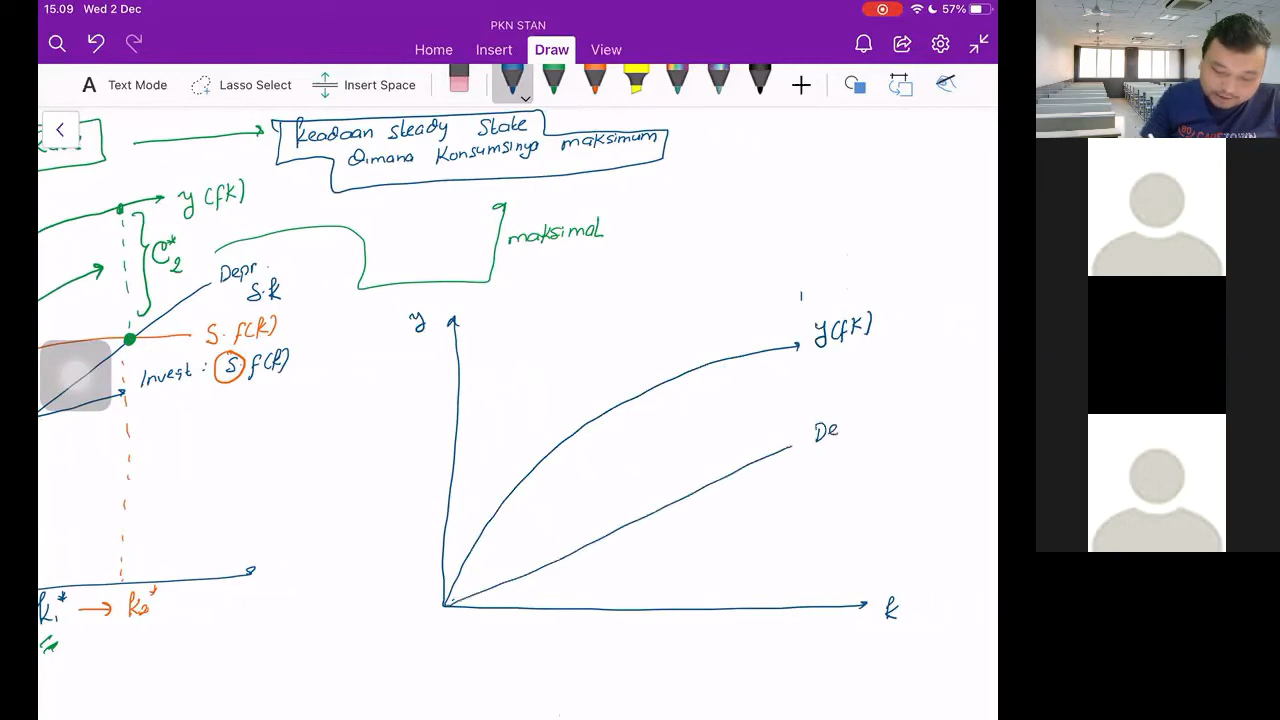 15.09 Wed 2 Dec
57%
PKN STAN
Home Insert Draw View
Text Mode Lasso Select Insert Space
keadaan steady State
Dimana Konsumsinya maksimum
y (fk)
C₂*
maksimal
Depr.
S.k
S. f(k)
Invest : S. f(k)
y
y(fk)
De
k
k₁* → k₂*